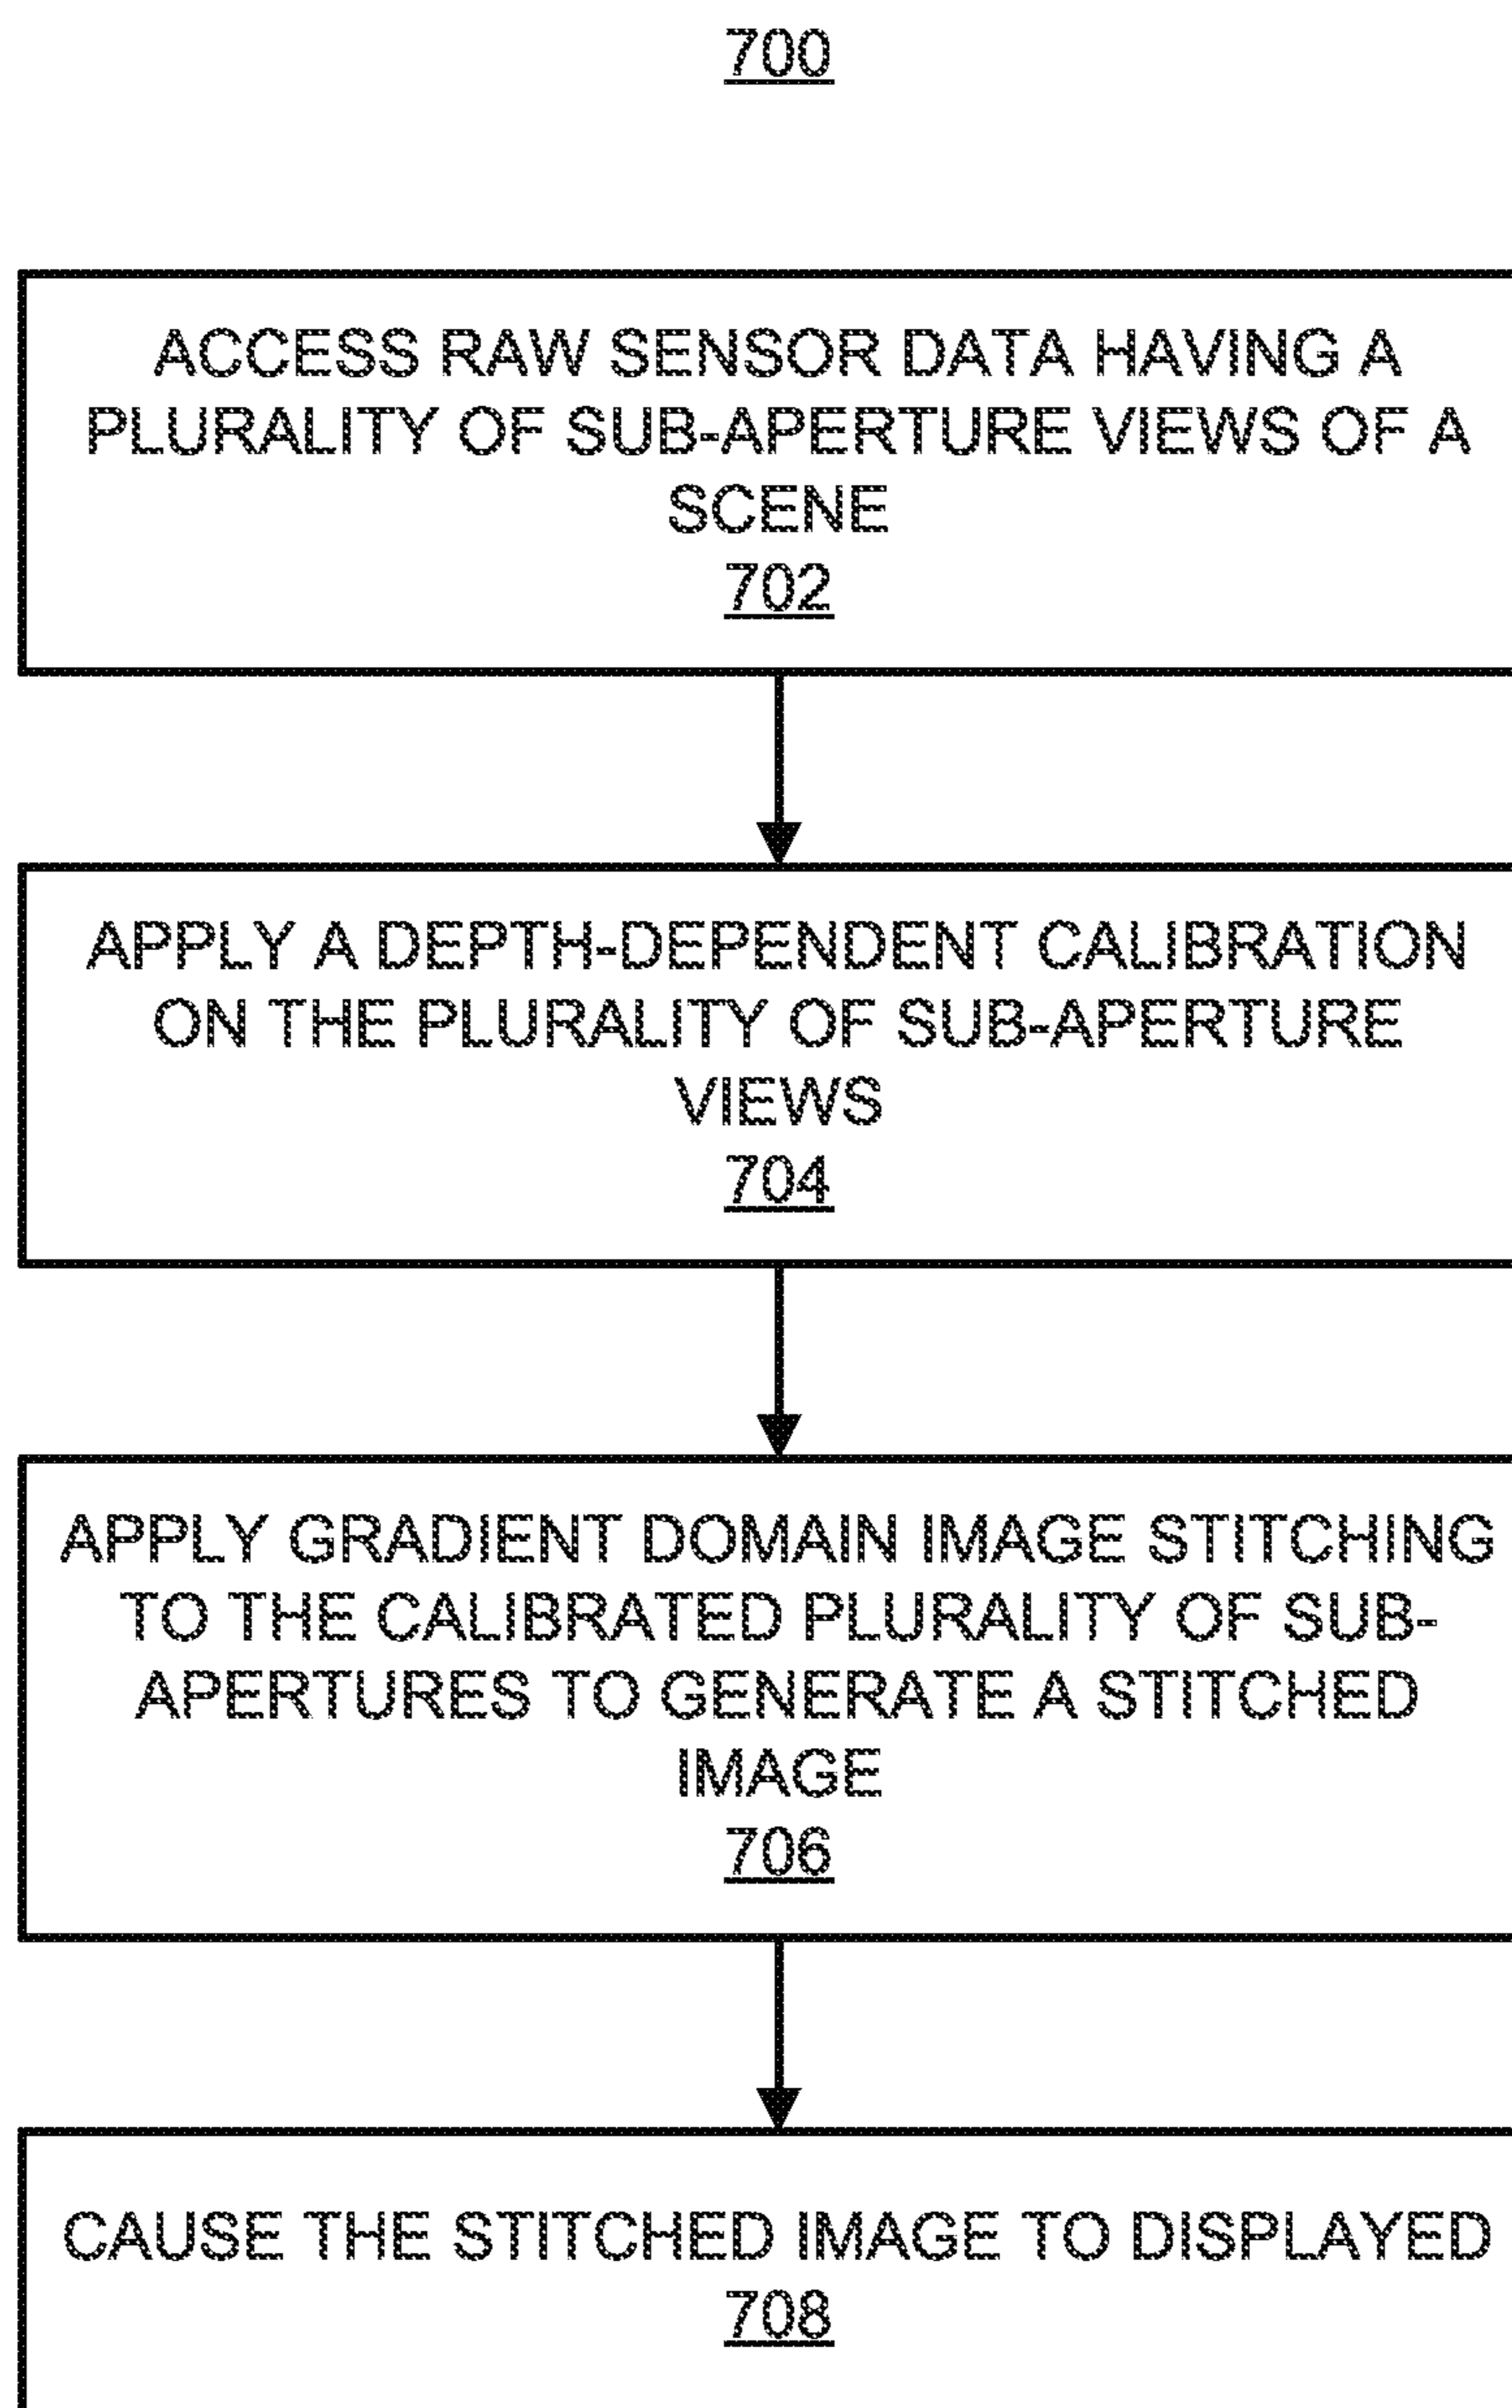 700
ACCESS RAW SENSOR DATA HAVING A
PLURALITY OF SUB-APERTURE VIEWS OF A
SCENE
702
APPLY A DEPTH-DEPENDENT CALIBRATION
ON THE PLURALITY OF SUB-APERTURE
VIEWS
704
APPLY GRADIENT DOMAIN IMAGE STITCHING
TO THE CALIBRATED PLURALITY OF SUB-
APERTURES TO GENERATE A STITCHED
IMAGE
706
CAUSE THE STITCHED IMAGE TO DISPLAYED
708